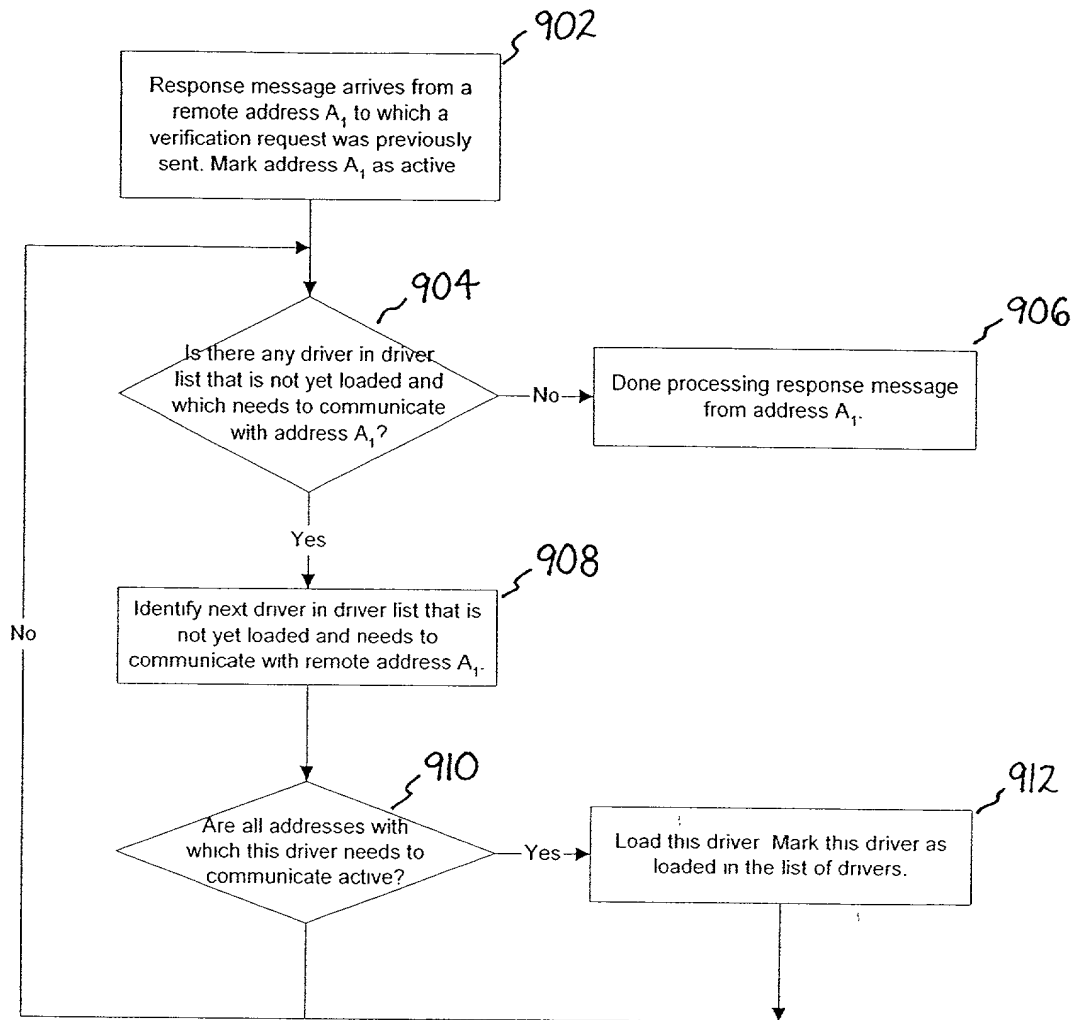 902
Response message arrives from a
remote address A₁ to which a
verification request was previously
sent. Mark address A₁ as active
904
Is there any driver in driver
list that is not yet loaded and
which needs to communicate
with address A₁?
No
906
Done processing response message
from address A₁.
Yes
908
Identify next driver in driver list that is
not yet loaded and needs to
communicate with remote address A₁.
No
910
Are all addresses with
which this driver needs to
communicate active?
Yes
912
Load this driver Mark this driver as
loaded in the list of drivers.